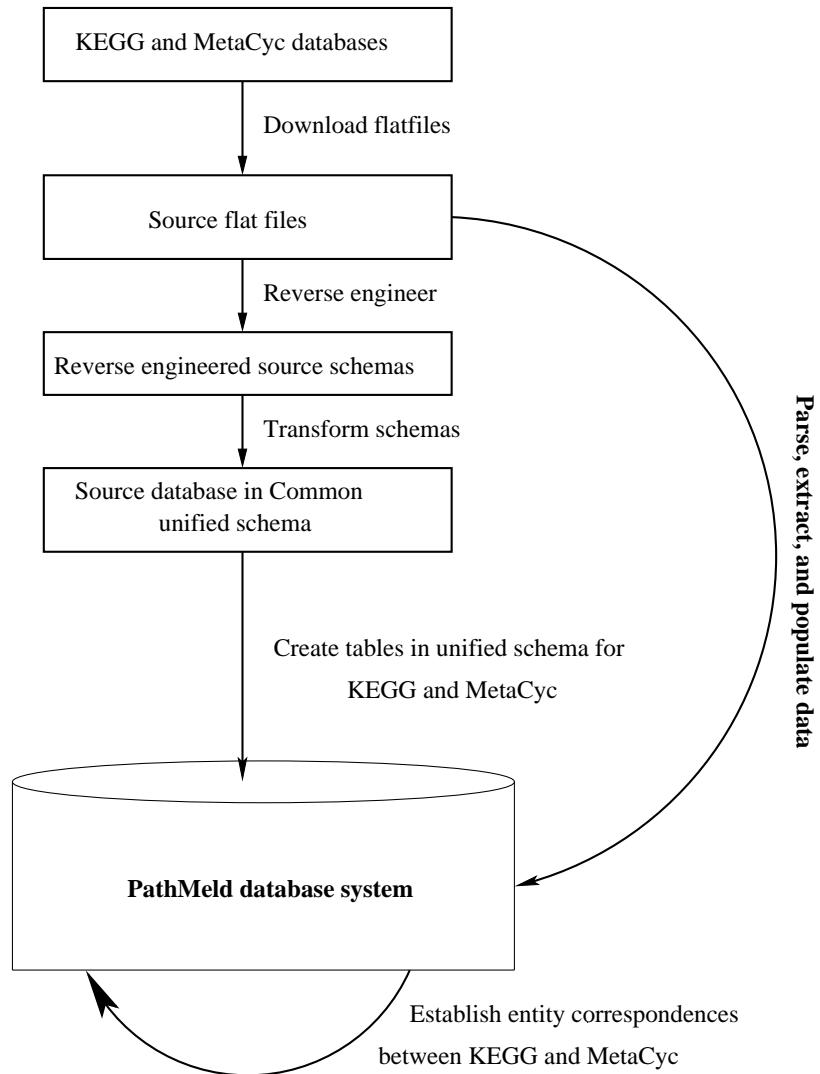 KEGG and MetaCyc databases
Download flatfiles
Source flat files
Reverse engineer
Reverse engineered source schemas
Transform schemas
Source database in Common
unified schema
Create tables in unified schema for
KEGG and MetaCyc
Parse, extract, and populate data
PathMeld database system
Establish entity correspondences
between KEGG and MetaCyc